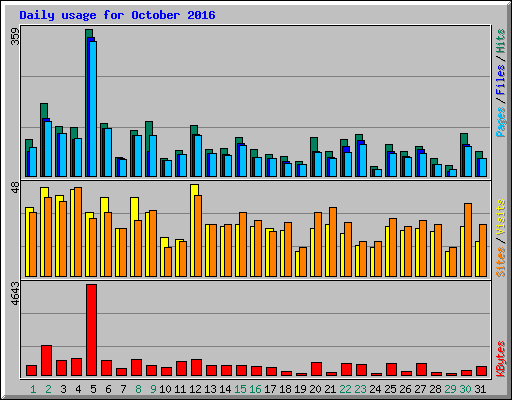 Daily usage for October 2016
359
Pages / Files / Hits
48
Sites / Visits
4643
KBytes
1 2 3 4 5 6 7 8 9 10 11 12 13 14 15 16 17 18 19 20 21 22 23 24 25 26 27 28 29 30 31